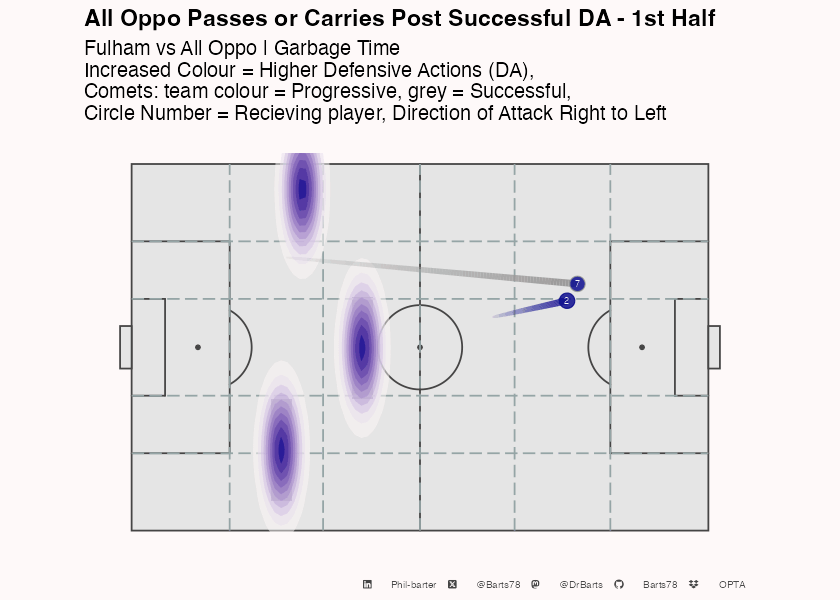 All Oppo Passes or Carries Post Successful DA - 1st Half
Fulham vs All Oppo | Garbage Time
Increased Colour = Higher Defensive Actions (DA),
Comets: team colour = Progressive, grey = Successful,
Circle Number = Recieving player, Direction of Attack Right to Left
7
2
Phil-barter @Barts78 @DrBarts Barts78 OPTA